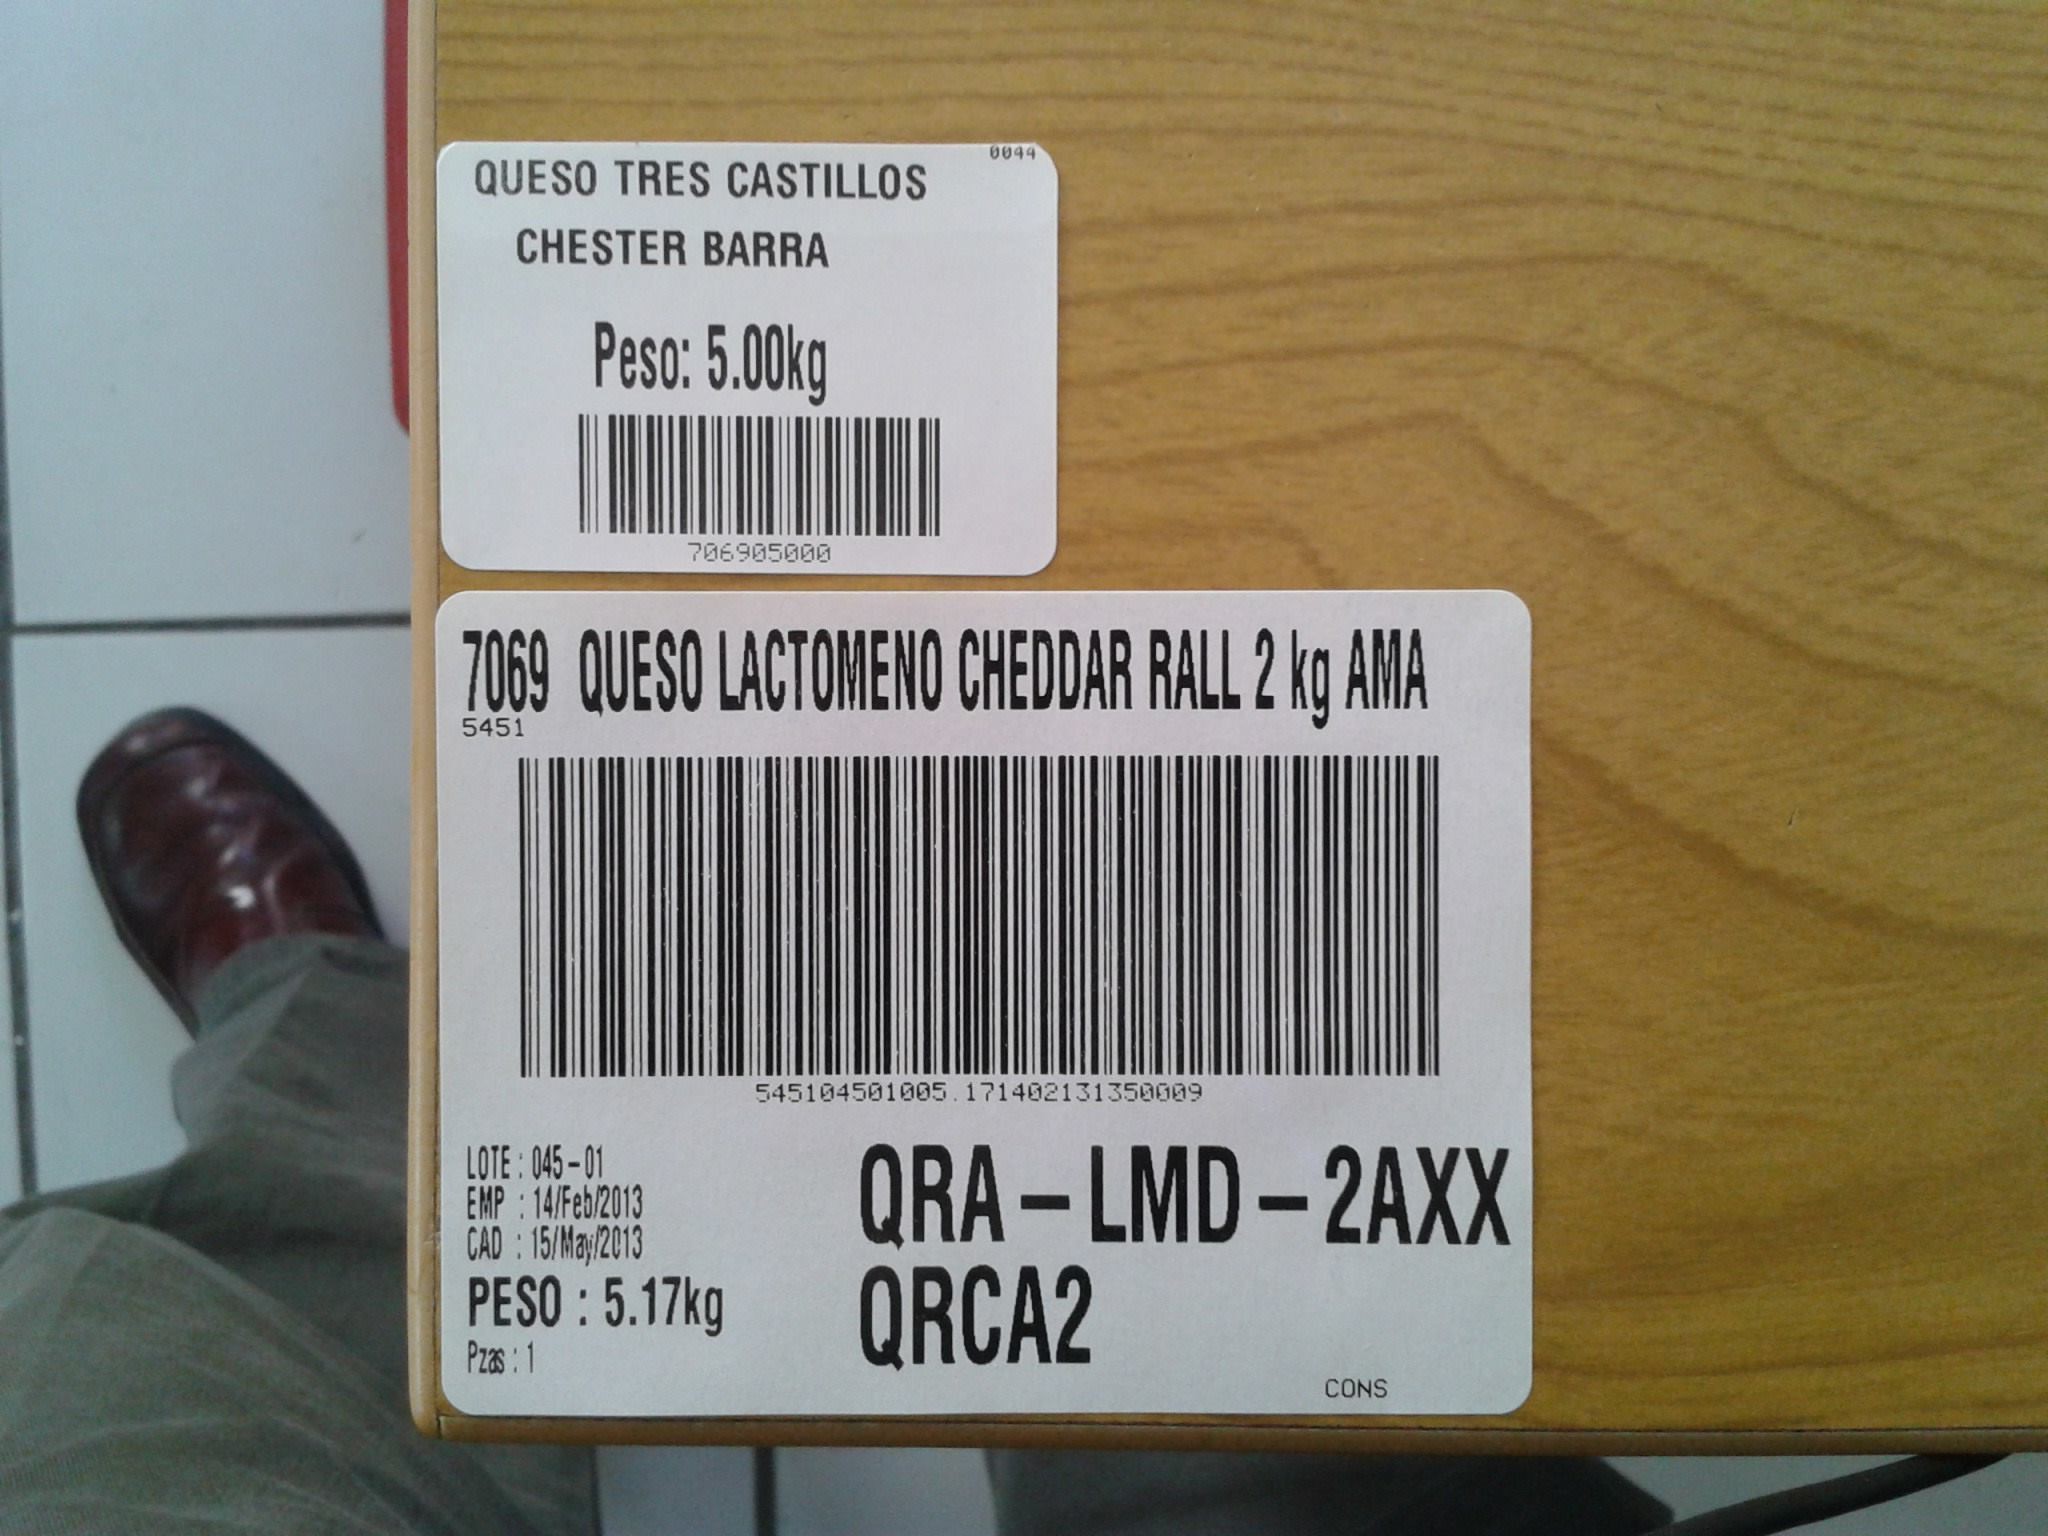 0044
QUESO TRES CASTILLOS
CHESTER BARRA
Peso: 5.00kg
706905000
7069 QUESO LACTOMENO CHEDDAR RALL 2 kg AMA
5451
545104501005.171402131350009
LOTE : 045-01
EMP : 14/Feb/2013
CAD : 15/May/2013
PESO : 5.17kg
Pzas : 1
QRA-LMD-2AXX
QRCA2
CONS